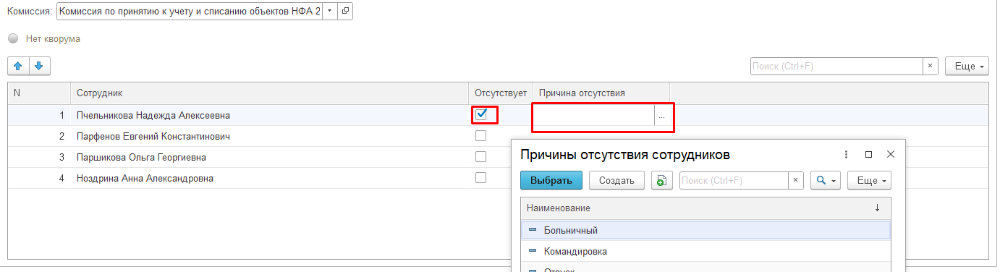 Комиссия: Комиссия по принятию к учету и списанию объектов НФА 2
Нет кворума
Поиск (Ctrl+F) × Еще
N Сотрудник Отсутствует Причина отсутствия
1 Пчельникова Надежда Алексеевна ...
2 Парфенов Евгений Константинович
3 Паршикова Ольга Георгиевна
4 Ноздрина Анна Александровна
Причины отсутствия сотрудников
Выбрать Создать Поиск (Ctrl+F) × Еще
Наименование ↓
Больничный
Командировка
Отпуск